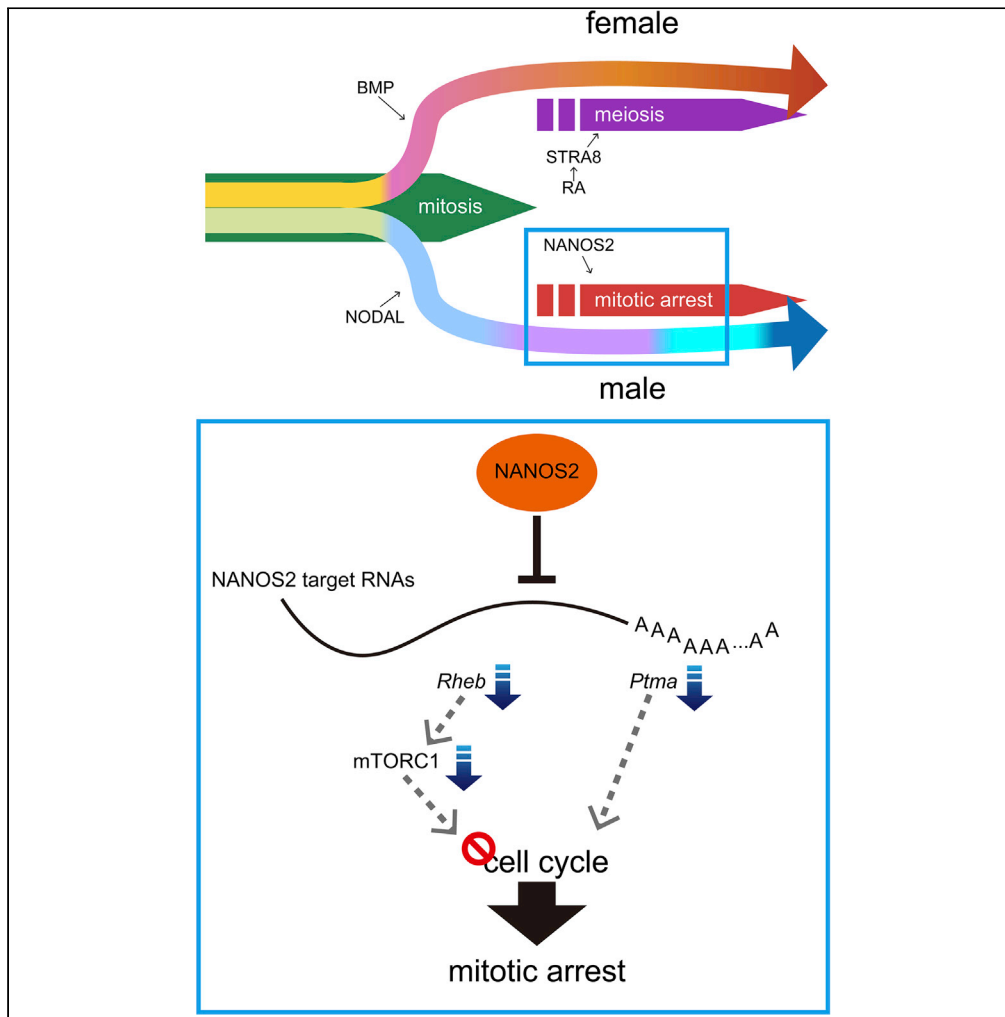 female
BMP
meiosis
STRA8
RA
mitosis
NANOS2
mitotic arrest
NODAL
male
NANOS2
NANOS2 target RNAs
AAAAAA...AA
Rheb
Ptma
mTORC1
cell cycle
mitotic arrest